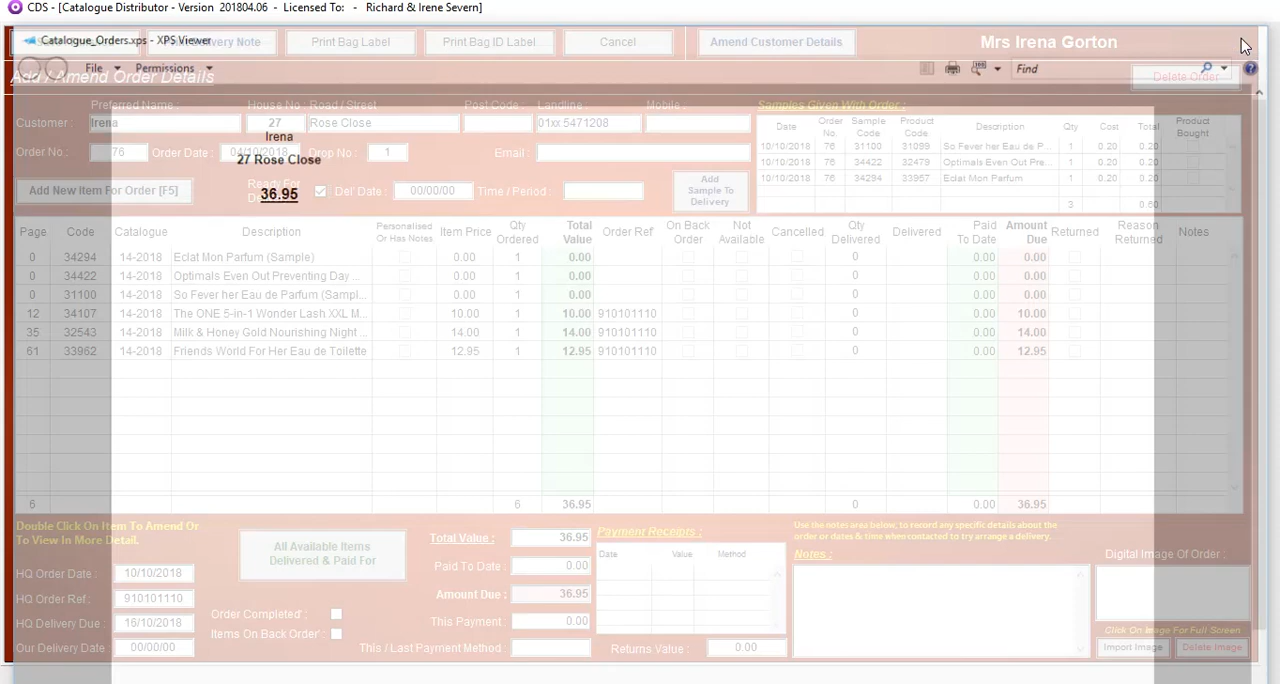 CDS - [Catalogue Distributor - Version 201804.06 - Licensed To: - Richard & Irene Severn]
Catalogue_Orders.xps - XPS Viewer
Delivery Note
Print Bag Label
Print Bag ID Label
Cancel
Amend Customer Details
Mrs Irena Gorton
File
Permissions
100
Find
Add / Amend Order Details
Delete Order
Preferred Name :
House No :
Road / Street
Post Code :
Landline :
Mobile :
Customer :
Irena
27
Rose Close
01xx 5471208
Irena
Order No :
76
Order Date :
04/10/2018
Drop No :
1
Email :
27 Rose Close
Add New Item For Order [F5]
Ready For
36.95
Del' Date :
00/00/00
Time / Period :
Add Sample To Delivery
Samples Given With Order :
Date Order No. Sample Code Product Code Description Qty Cost Total Product Bought
10/10/2018 76 31100 31099 So Fever her Eau de P... 1 0.20 0.20
10/10/2018 76 34422 32479 Optimals Even Out Pre... 1 0.20 0.20
10/10/2018 76 34294 33957 Eclat Mon Parfum 1 0.20 0.20
3 0.60
Page Code Catalogue Description Personalised Or Has Notes Item Price Qty Ordered Total Value Order Ref On Back Order Not Available Cancelled Qty Delivered Delivered Paid To Date Amount Due Returned Reason Returned Notes
0 34294 14-2018 Eclat Mon Parfum (Sample) 0.00 1 0.00 0 0.00 0.00
0 34422 14-2018 Optimals Even Out Preventing Day ... 0.00 1 0.00 0 0.00 0.00
0 31100 14-2018 So Fever her Eau de Parfum (Sampl... 0.00 1 0.00 0 0.00 0.00
12 34107 14-2018 The ONE 5-in-1 Wonder Lash XXL M... 10.00 1 10.00 910101110 0 0.00 10.00
35 32543 14-2018 Milk & Honey Gold Nourishing Night ... 14.00 1 14.00 910101110 0 0.00 14.00
61 33962 14-2018 Friends World For Her Eau de Toilette 12.95 1 12.95 910101110 0 0.00 12.95
6 6 36.95 0 0.00 36.95
Double Click On Item To Amend Or
To View In More Detail.
HQ Order Date :
10/10/2018
HQ Order Ref :
910101110
HQ Delivery Due :
16/10/2018
Our Delivery Date :
00/00/00
All Available Items
Delivered & Paid For
Order Completed' :
Items On Back Order' :
Total Value :
36.95
Paid To Date :
0.00
Amount Due :
36.95
This Payment :
0.00
This / Last Payment Method :
Payment Receipts :
Date Value Method
Returns Value :
0.00
Use the notes area below, to record any specific details about the
order or dates & time when contacted to try arrange a delivery.
Notes :
Digital Image Of Order :
Click On Image For Full Screen
Import Image
Delete Image